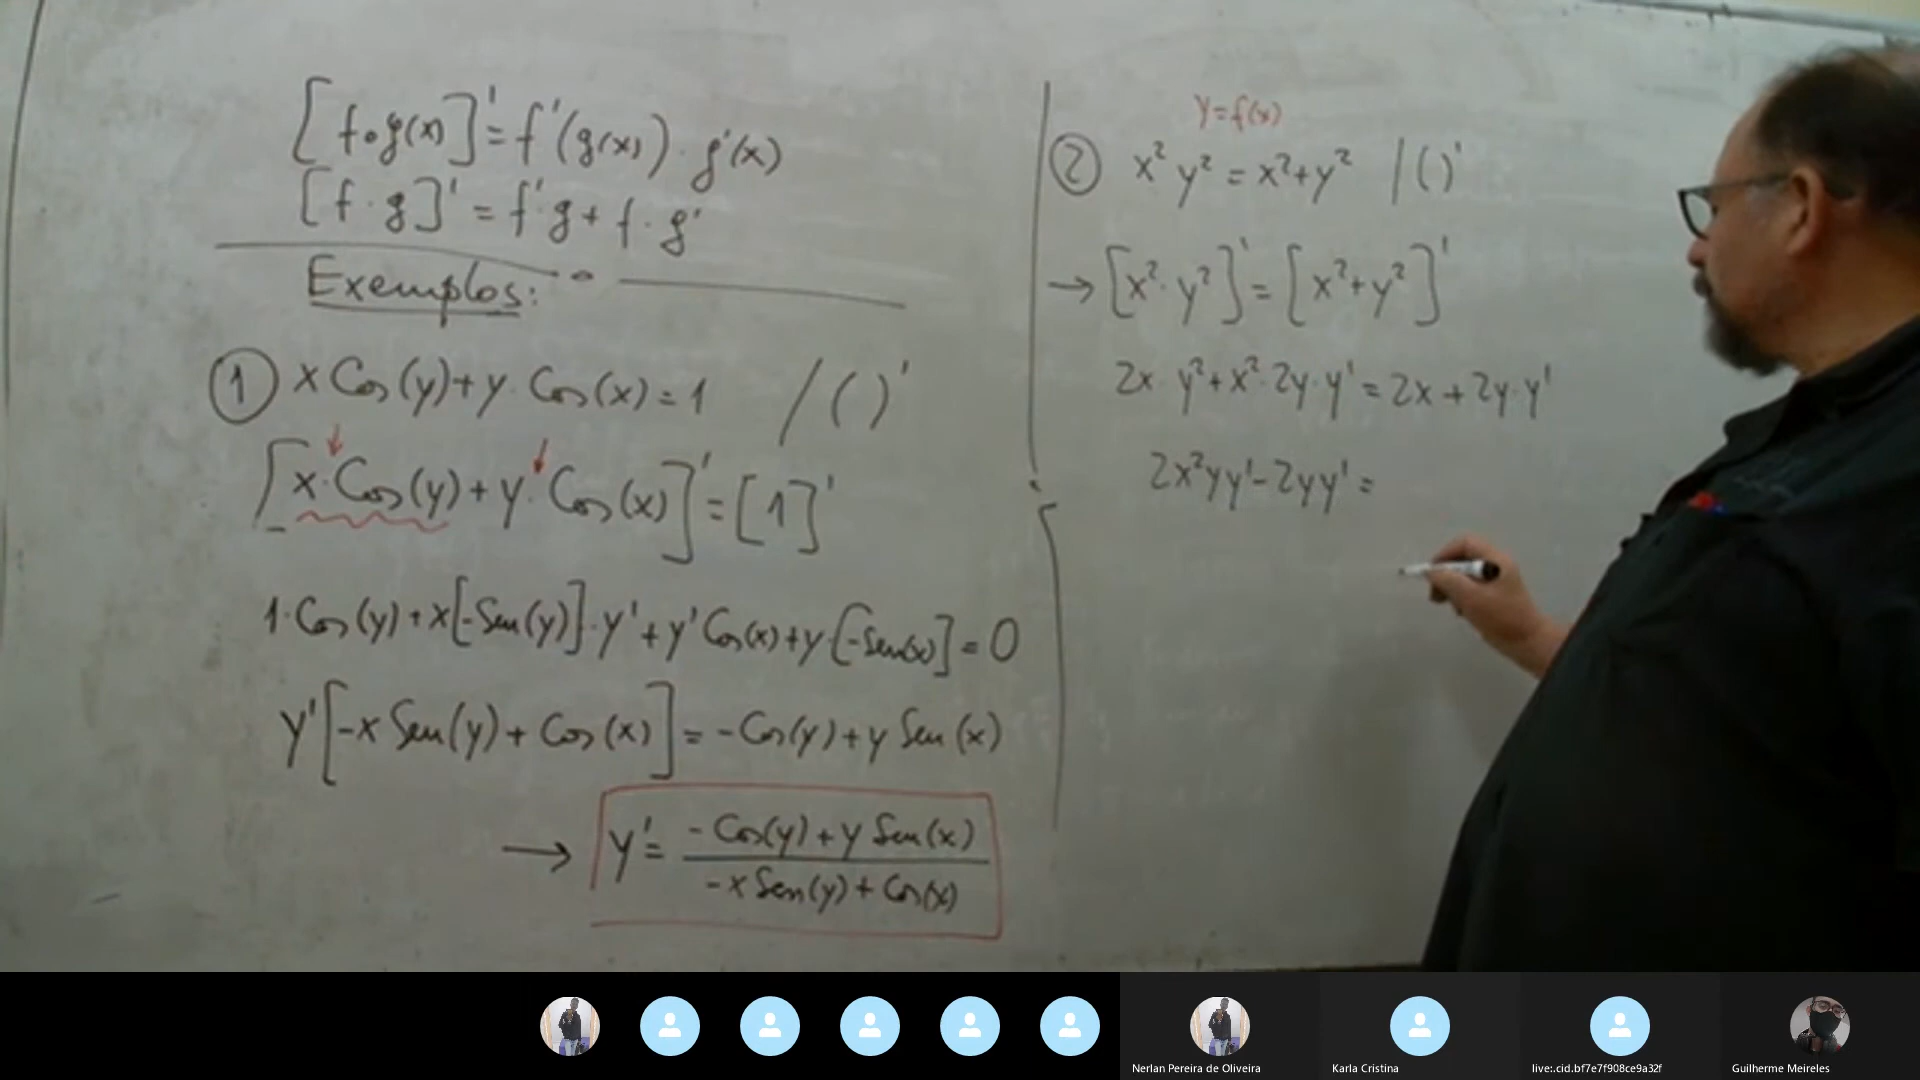 [f∘g(x)]' = f'(g(x)) · g'(x)
[f · g]' = f'·g + f · g'
Exemplos:
① x Cos(y) + y · Cos(x) = 1 / ( )'
[x · Cos(y) + y · Cos(x)]' = [1]'
1 · Cos(y) + x[-Sen(y)] · y' + y' Cos(x) + y · [-Sen(x)] = 0
y'[-x Sen(y) + Cos(x)] = -Cos(y) + y Sen(x)
→ y' = \frac{-Cos(y) + y Sen(x)}{-x Sen(y) + Cos(x)}
y = f(x)
② x² y² = x² + y² / ( )'
→ [x² · y²]' = [x² + y²]'
2x · y² + x² · 2y · y' = 2x + 2y · y'
2x²yy' - 2yy' =
Nerlan Pereira de Oliveira
Karla Cristina
live:.cid.bf7e7f908ce9a32f
Guilherme Meireles